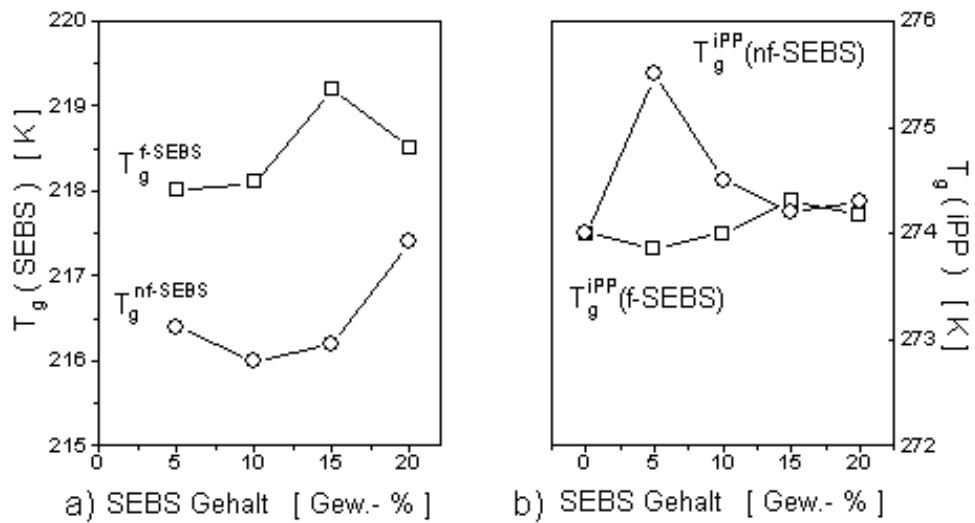 220
219
218
217
216
215
T_g (SEBS) [ K ]
T_g^f-SEBS
T_g^nf-SEBS
0 5 10 15 20
a) SEBS Gehalt [ Gew.- % ]
T_g^iPP(nf-SEBS)
T_g^iPP(f-SEBS)
276
275
274
273
272
T_g ( iPP ) [ K ]
0 5 10 15 20
b) SEBS Gehalt [ Gew.- % ]